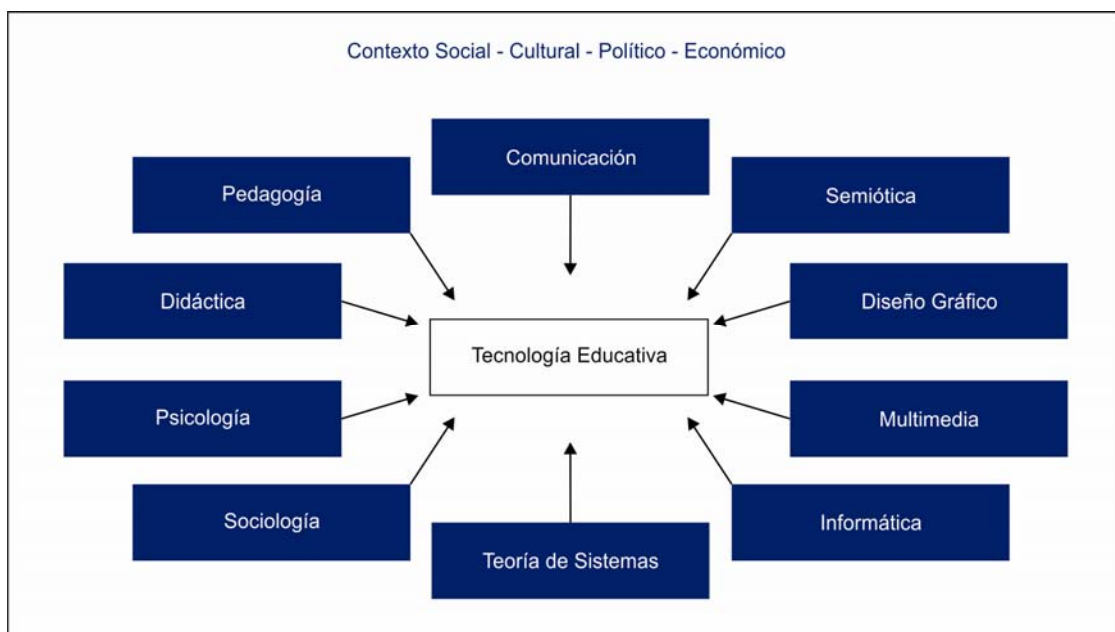 Contexto Social - Cultural - Político - Económico
Comunicación
Pedagogía
Semiótica
Didáctica
Diseño Gráfico
Tecnología Educativa
Psicología
Multimedia
Sociología
Informática
Teoría de Sistemas